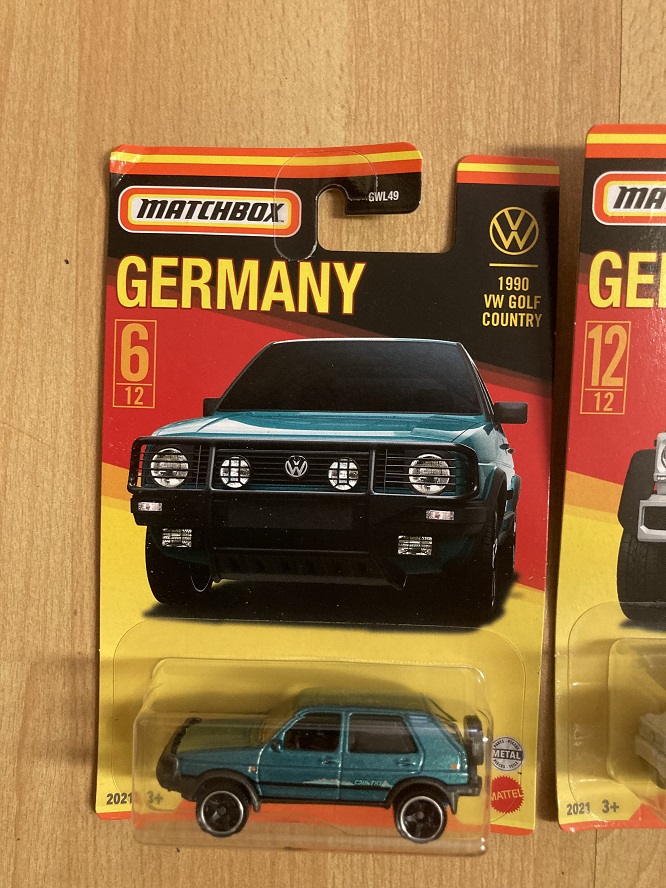 MATCHBOX
GWL49
GERMANY
1990
VW GOLF
COUNTRY
6
12
METAL
MATTEL
2021 3+
MA
GE
12
12
2021 3+